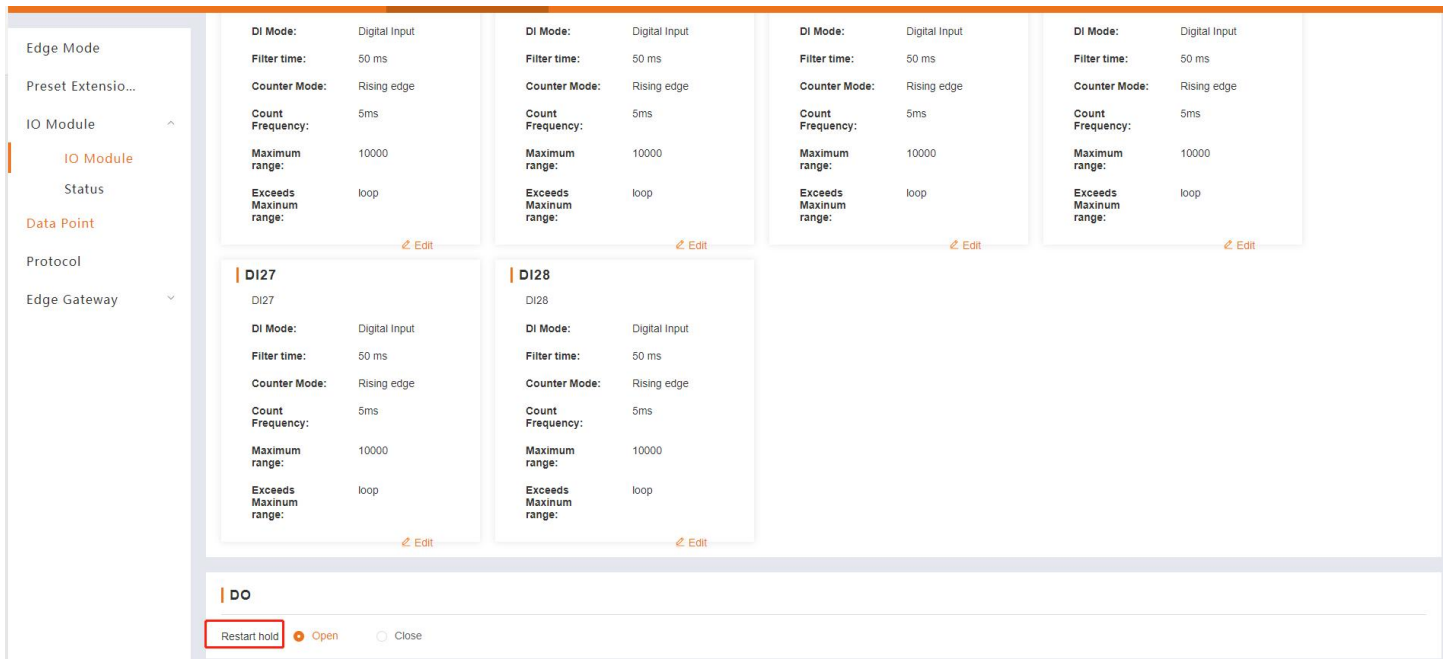 Edge Mode
Preset Extensio...
IO Module
IO Module
Status
Data Point
Protocol
Edge Gateway
DI Mode: Digital Input
Filter time: 50 ms
Counter Mode: Rising edge
Count
Frequency: 5ms
Maximum
range: 10000
Exceeds
Maxinum
range: loop
Edit
DI Mode: Digital Input
Filter time: 50 ms
Counter Mode: Rising edge
Count
Frequency: 5ms
Maximum
range: 10000
Exceeds
Maxinum
range: loop
Edit
DI Mode: Digital Input
Filter time: 50 ms
Counter Mode: Rising edge
Count
Frequency: 5ms
Maximum
range: 10000
Exceeds
Maxinum
range: loop
Edit
DI Mode: Digital Input
Filter time: 50 ms
Counter Mode: Rising edge
Count
Frequency: 5ms
Maximum
range: 10000
Exceeds
Maxinum
range: loop
Edit
DI27
DI27
DI Mode: Digital Input
Filter time: 50 ms
Counter Mode: Rising edge
Count
Frequency: 5ms
Maximum
range: 10000
Exceeds
Maxinum
range: loop
Edit
DI28
DI28
DI Mode: Digital Input
Filter time: 50 ms
Counter Mode: Rising edge
Count
Frequency: 5ms
Maximum
range: 10000
Exceeds
Maxinum
range: loop
Edit
DO
Restart hold Open Close